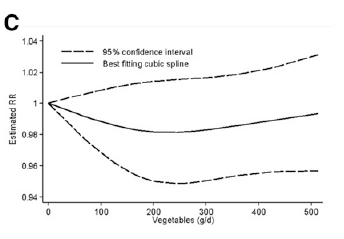 C
1.04
95% confidence interval
Best fitting cubic spline
1.02
1
0.98
0.96
0.94
Estimated RR
0 100 200 300 400 500
Vegetables (g/d)